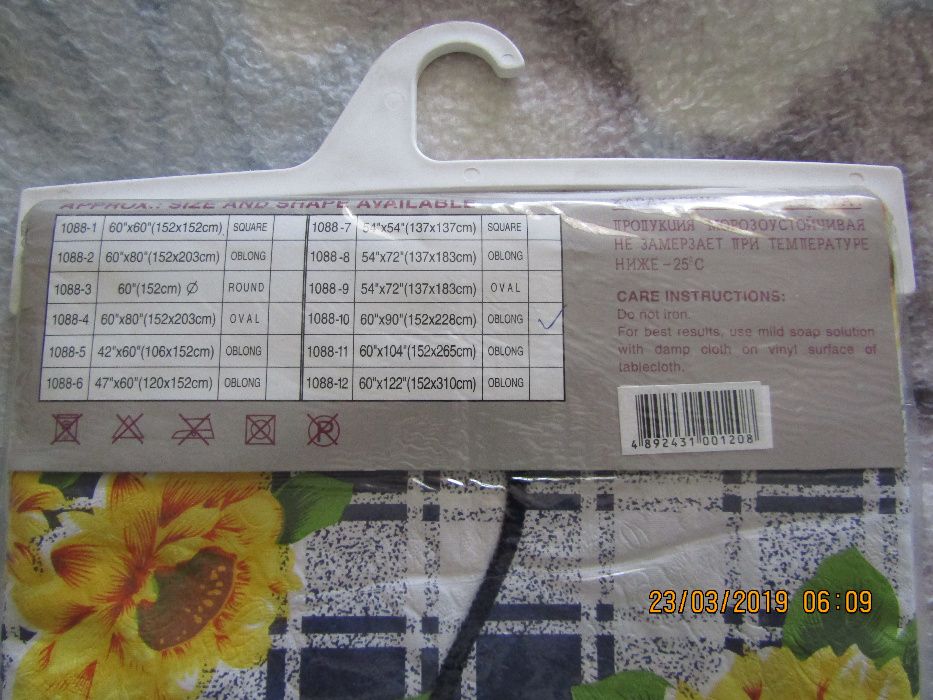 APPROX.: SIZE AND SHAPE AVAILABLE
1088-1 60"x60"(152x152cm) SQUARE 1088-7 54"x54"(137x137cm) SQUARE
1088-2 60"x80"(152x203cm) OBLONG 1088-8 54"x72"(137x183cm) OBLONG
1088-3 60"(152cm) Ø ROUND 1088-9 54"x72"(137x183cm) OVAL
1088-4 60"x80"(152x203cm) OVAL 1088-10 60"x90"(152x228cm) OBLONG ✓
1088-5 42"x60"(106x152cm) OBLONG 1088-11 60"x104"(152x265cm) OBLONG
1088-6 47"x60"(120x152cm) OBLONG 1088-12 60"x122"(152x310cm) OBLONG
ПРОПУКЦИЯ МОРОЗОУСТОЙЧИВАЯ
НЕ ЗАМЕРЗАЕТ ПРИ ТЕМПЕРАТУРЕ
НИЖЕ -25°C
CARE INSTRUCTIONS:
Do not iron.
For best results, use mild soap solution
with damp cloth on vinyl surface of
tablecloth.
4 892431 001208
23/03/2019 06:09